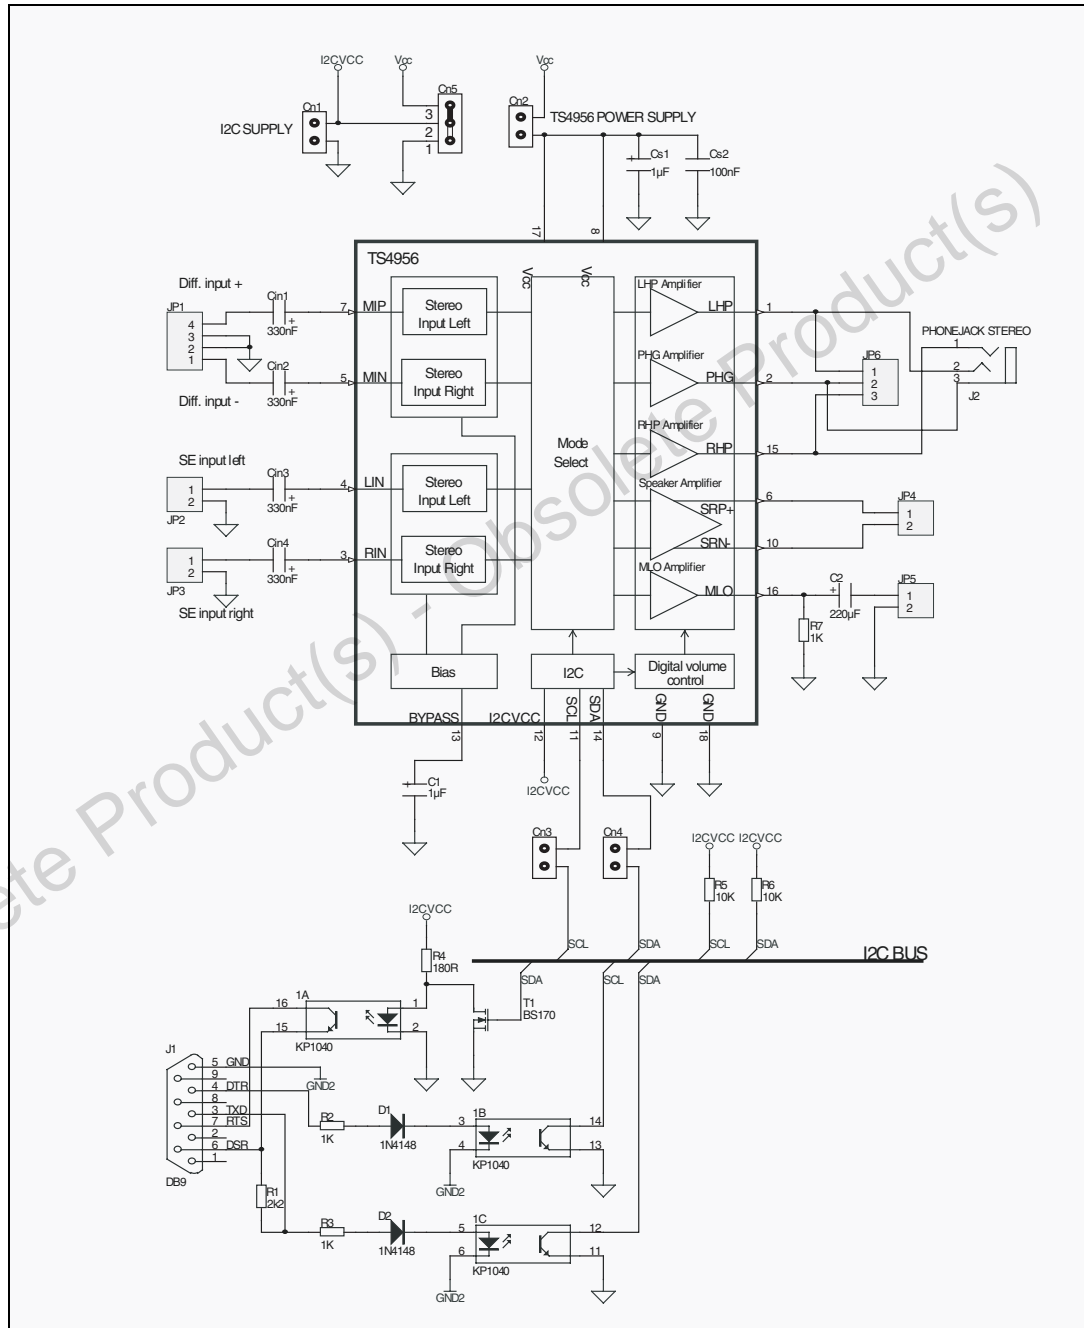 I2CVCC
Vcc
Vcc
Cn1
Cn5
Cn2
I2C SUPPLY
3
2
1
TS4956 POWER SUPPLY
+
Cs1
1µF
Cs2
100nF
17
8
TS4956
Vcc
Vcc
Diff. input +
JP1
4
3
2
1
Cin1
+
330nF
7
MIP
Stereo
Input Left
Cin2
+
330nF
5
MIN
Stereo
Input Right
Diff. input -
SE input left
1
2
JP2
Cin3
+
330nF
4
LIN
Stereo
Input Left
1
2
JP3
Cin4
+
330nF
3
RIN
Stereo
Input Right
SE input right
Mode
Select
LHP Amplifier
LHP
1
PHG Amplifier
PHG
2
RHP Amplifier
RHP
15
Speaker Amplifier
SRP+
6
SRN-
10
MLO Amplifier
MLO
16
JP6
1
2
3
PHONEJACK STEREO
1
2
3
J2
JP4
1
2
C2
+
220µF
JP5
1
2
R7
1K
Bias
I2C
Digital volume
control
BYPASS
I2CVCC
SCL
SDA
GND
GND
13
12
11
14
9
18
+
C1
1µF
I2CVCC
Cn3
Cn4
I2CVCC
I2CVCC
R5
10K
R6
10K
I2CVCC
R4
180R
SCL
SDA
SCL
SDA
I2C BUS
SDA
SCL
SDA
T1
BS170
1A
16
15
1
2
KP1040
J1
5
GND
9
4
DTR
8
3
TXD
7
RTS
2
6
DSR
1
DB9
GND2
R2
1K
D1
1N4148
1B
3
4
14
13
KP1040
GND2
R1
2k2
R3
1K
D2
1N4148
1C
5
6
12
11
KP1040
GND2
ete Product(s) - Obsolete Product(s)